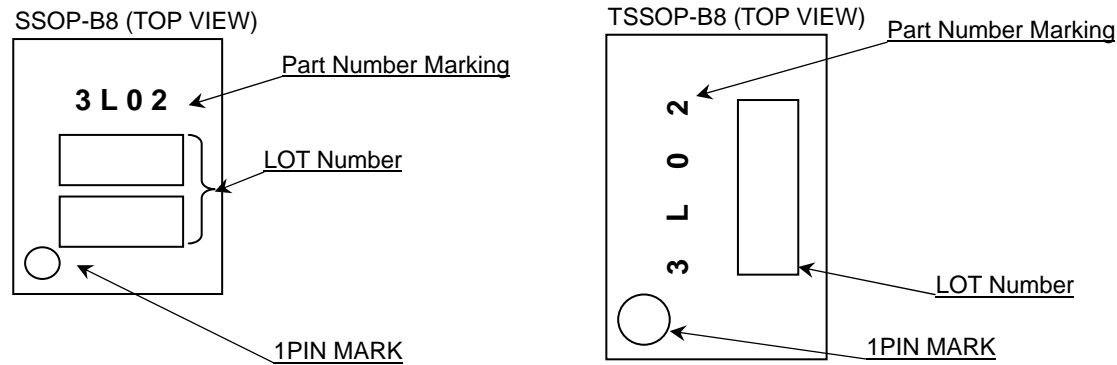 SSOP-B8 (TOP VIEW)
Part Number Marking
3L02
LOT Number
1PIN MARK
TSSOP-B8 (TOP VIEW)
Part Number Marking
3L02
LOT Number
1PIN MARK